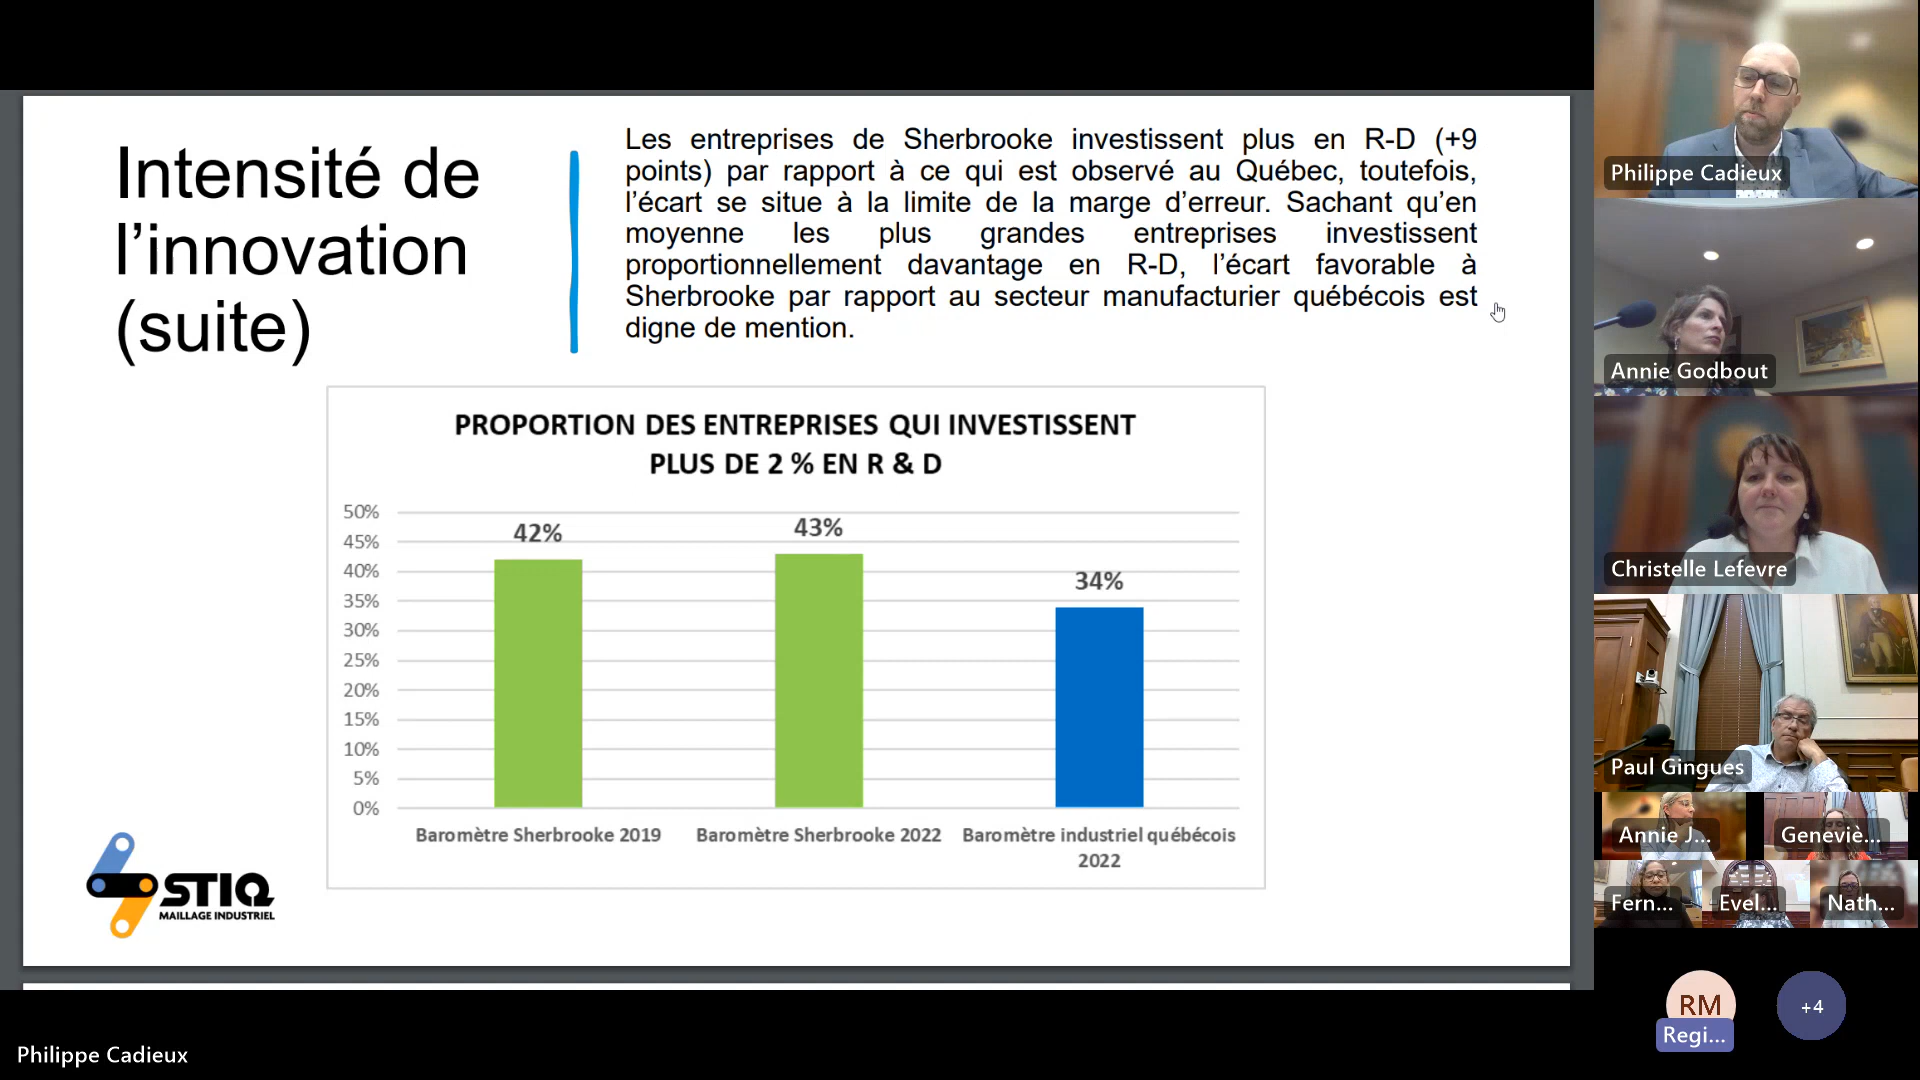 Intensité de
l’innovation
(suite)
Les entreprises de Sherbrooke investissent plus en R-D (+9
points) par rapport à ce qui est observé au Québec, toutefois,
l’écart se situe à la limite de la marge d’erreur. Sachant qu’en
moyenne les plus grandes entreprises investissent
proportionnellement davantage en R-D, l’écart favorable à
Sherbrooke par rapport au secteur manufacturier québécois est
digne de mention.
PROPORTION DES ENTREPRISES QUI INVESTISSENT
PLUS DE 2 % EN R & D
50%
45%
40%
35%
30%
25%
20%
15%
10%
5%
0%
42%
43%
34%
Baromètre Sherbrooke 2019
Baromètre Sherbrooke 2022
Baromètre industriel québécois
2022
STIQ
MAILLAGE INDUSTRIEL
Philippe Cadieux
Annie Godbout
Christelle Lefevre
Paul Gingues
Annie J...
Geneviè...
Fern...
Evel...
Nath...
RM
Regi...
+4
Philippe Cadieux